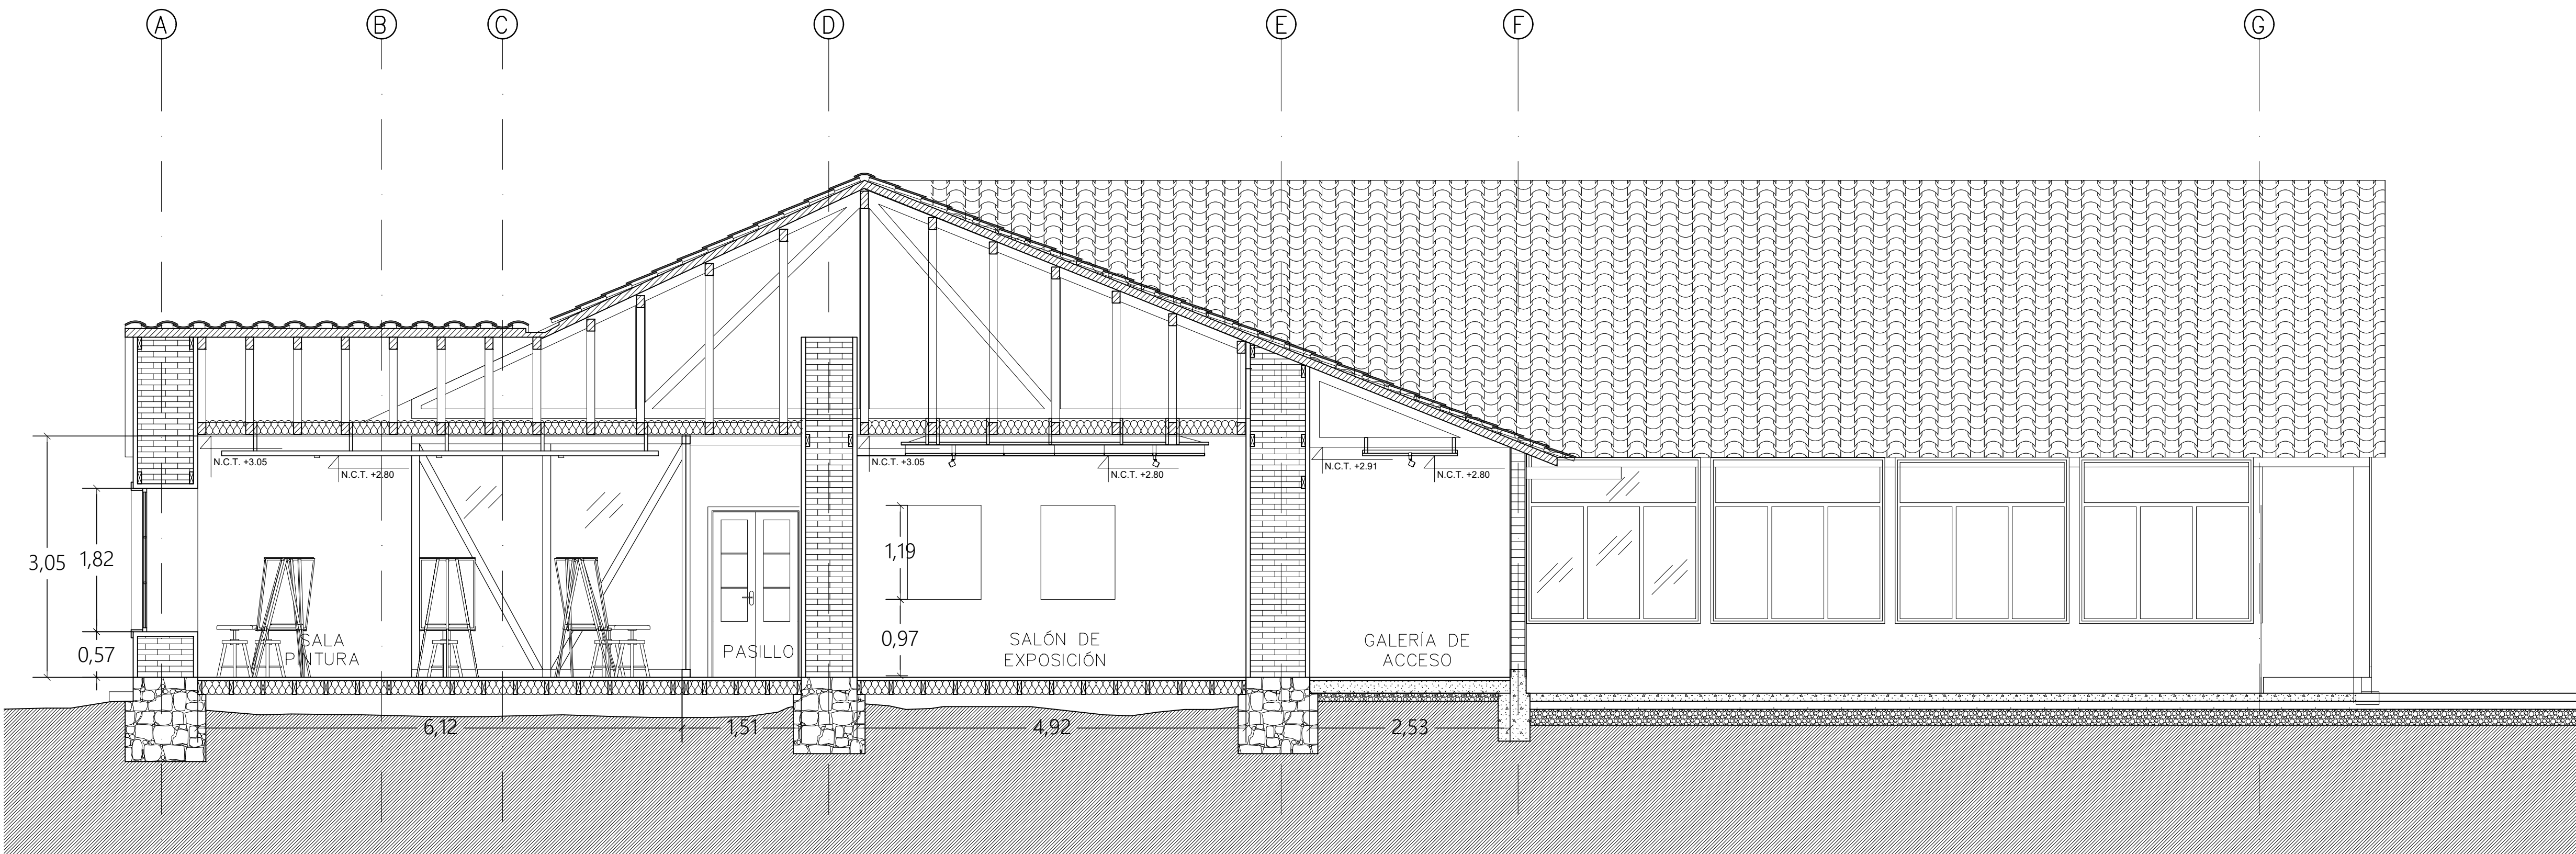 A
B
C
D
E
F
G
N.C.T. +3.05
N.C.T. +2.80
N.C.T. +3.05
N.C.T. +2.80
N.C.T. +2.91
N.C.T. +2.80
3,05
1,82
0,57
1,19
0,97
SALA
PINTURA
PASILLO
SALÓN DE
EXPOSICIÓN
GALERÍA DE
ACCESO
6,12
1,51
4,92
2,53